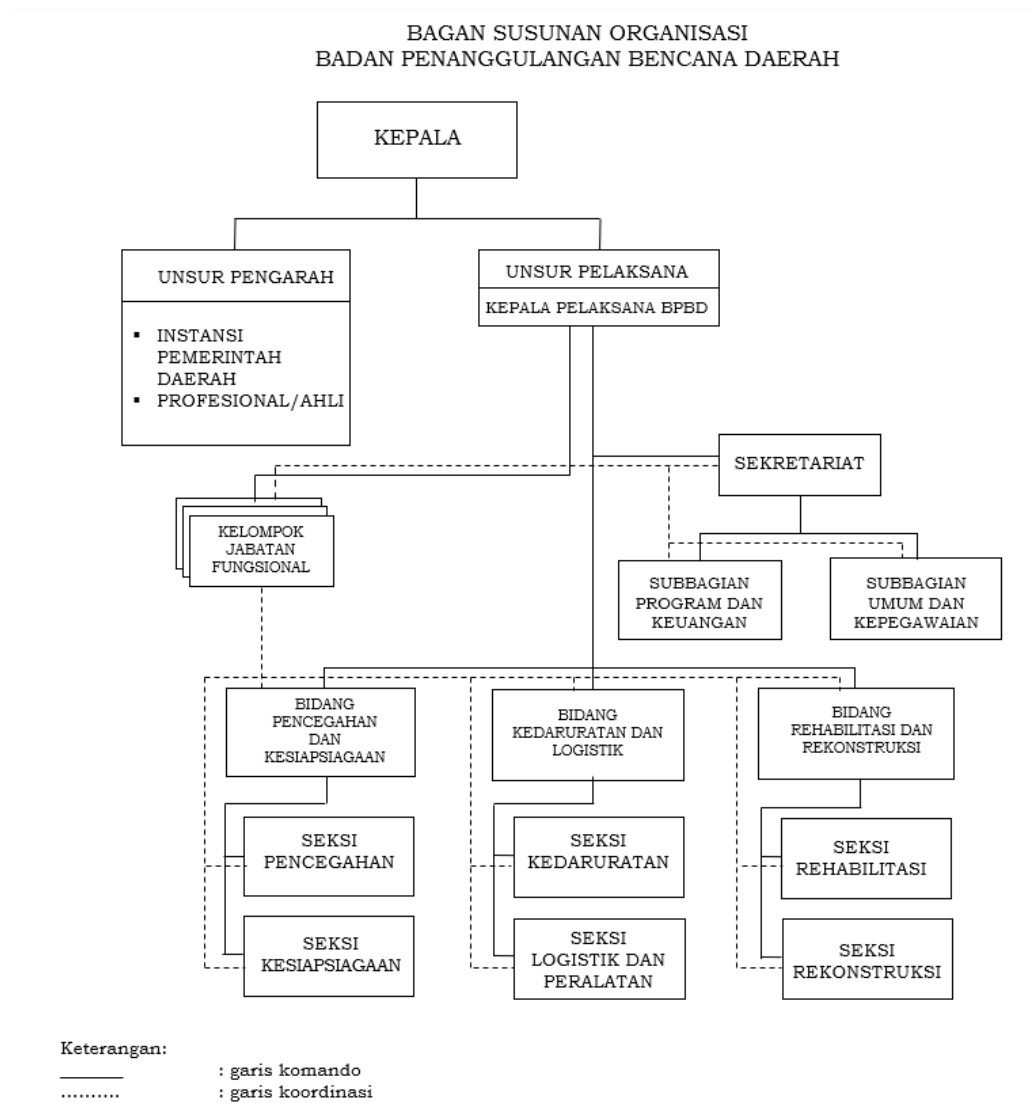 BAGAN SUSUNAN ORGANISASI
BADAN PENANGGULANGAN BENCANA DAERAH
KEPALA
UNSUR PENGARAH
▪ INSTANSI
PEMERINTAH
DAERAH
▪ PROFESIONAL/AHLI
UNSUR PELAKSANA
KEPALA PELAKSANA BPBD
SEKRETARIAT
KELOMPOK
JABATAN
FUNGSIONAL
SUBBAGIAN
PROGRAM DAN
KEUANGAN
SUBBAGIAN
UMUM DAN
KEPEGAWAIAN
BIDANG
PENCEGAHAN
DAN
KESIAPSIAGAAN
BIDANG
KEDARURATAN DAN
LOGISTIK
BIDANG
REHABILITASI DAN
REKONSTRUKSI
SEKSI
PENCEGAHAN
SEKSI
KEDARURATAN
SEKSI
REHABILITASI
SEKSI
KESIAPSIAGAAN
SEKSI
LOGISTIK DAN
PERALATAN
SEKSI
REKONSTRUKSI
Keterangan:
_______ : garis komando
.......... : garis koordinasi